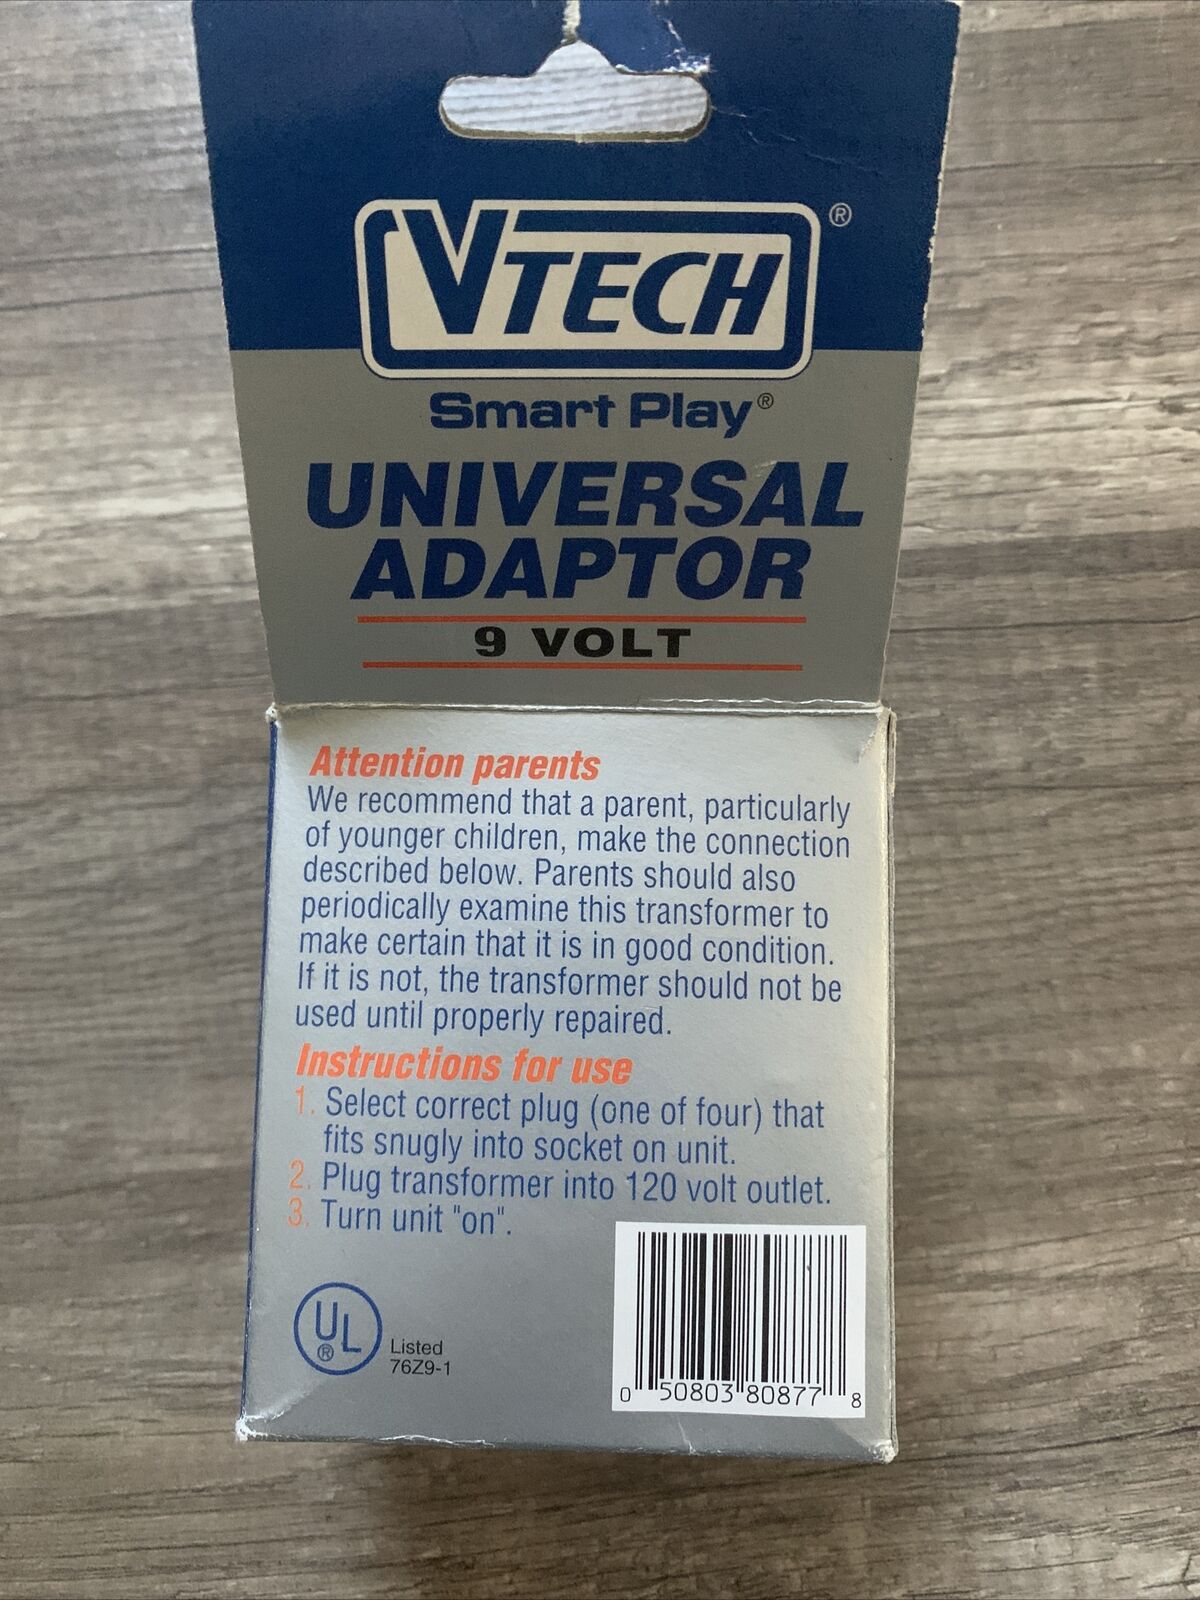 VTECH®
Smart Play®
UNIVERSAL
ADAPTOR
9 VOLT
Attention parents
We recommend that a parent, particularly
of younger children, make the connection
described below. Parents should also
periodically examine this transformer to
make certain that it is in good condition.
If it is not, the transformer should not be
used until properly repaired.
Instructions for use
1. Select correct plug (one of four) that
fits snugly into socket on unit.
2. Plug transformer into 120 volt outlet.
3. Turn unit "on".
UL®
Listed
76Z9-1
0 50803 80877 8